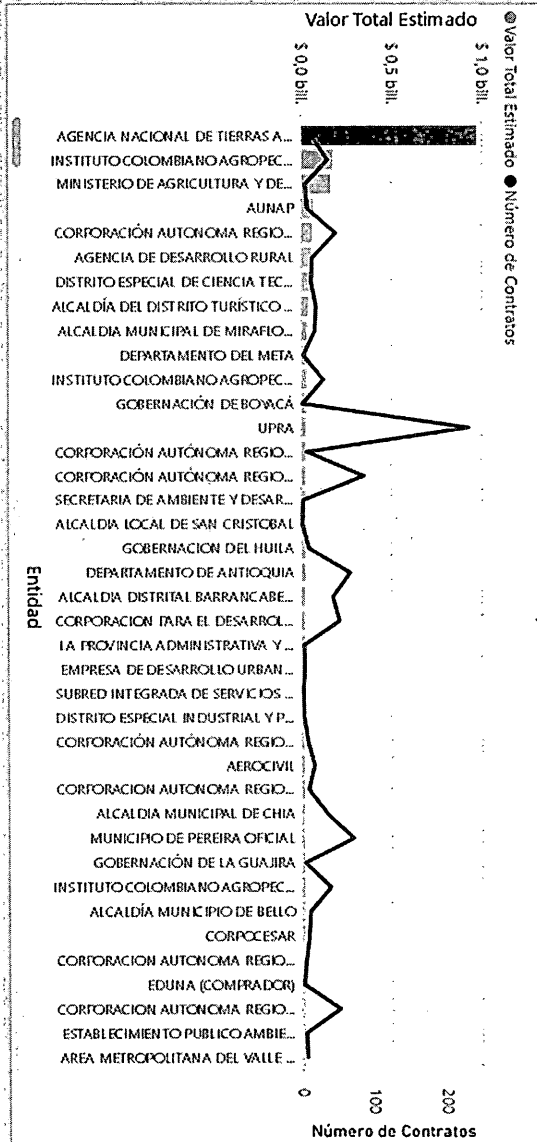 Valor Total Estimado Número de Contratos
Valor Total Estimado
$ 1,0 bill.
$ 0,5 bill.
$ 0,0 bill.
AGENCIA NACIONAL DE TIERRAS A...
INSTITUTO COLOMBIANO AGROPEC...
MINISTERIO DE AGRICULTURA Y DE...
AUNAP
CORPORACIÓN AUTONOMA REGIO...
AGENCIA DE DESARROLLO RURAL
DISTRITO ESPECIAL DE CIENCIA TEC...
ALCALDÍA DEL DISTRITO TURÍSTICO ...
ALCALDIA MUNICIPAL DE MIRAFLO...
DEPARTAMENTO DEL META
INSTITUTO COLOMBIANO AGROPEC...
GOBERNACIÓN DE BOYACÁ
UPRA
CORPORACIÓN AUTÓNOMA REGIO...
CORPORACIÓN AUTÓNOMA REGIO...
SECRETARIA DE AMBIENTE Y DESAR...
ALCALDIA LOCAL DE SAN CRISTOBAL
GOBERNACION DEL HUILA
DEPARTAMENTO DE ANTIOQUIA
ALCALDIA DISTRITAL BARRANCABE...
CORPORACION PARA EL DESARROL...
LA PROVINCIA ADMINISTRATIVA Y ...
EMPRESA DE DESARROLLO URBAN...
SUBRED INTEGRADA DE SERVICIOS ...
DISTRITO ESPECIAL INDUSTRIAL Y P...
CORPORACIÓN AUTÓNOMA REGIO...
AEROCIVIL
CORPORACION AUTONOMA REGIO...
ALCALDIA MUNICIPAL DE CHIA
MUNICIPIO DE PEREIRA OFICIAL
GOBERNACIÓN DE LA GUAJIRA
INSTITUTO COLOMBIANO AGROPEC...
ALCALDÍA MUNICIPIO DE BELLO
CORPOCESAR
CORPORACION AUTONOMA REGIO...
EDUNA (COMPRADOR)
CORPORACION AUTONOMA REGIO...
ESTABLECIMIENTO PUBLICO AMBIE...
AREA METROPOLITANA DEL VALLE ...
Entidad
200
100
0
Número de Contratos